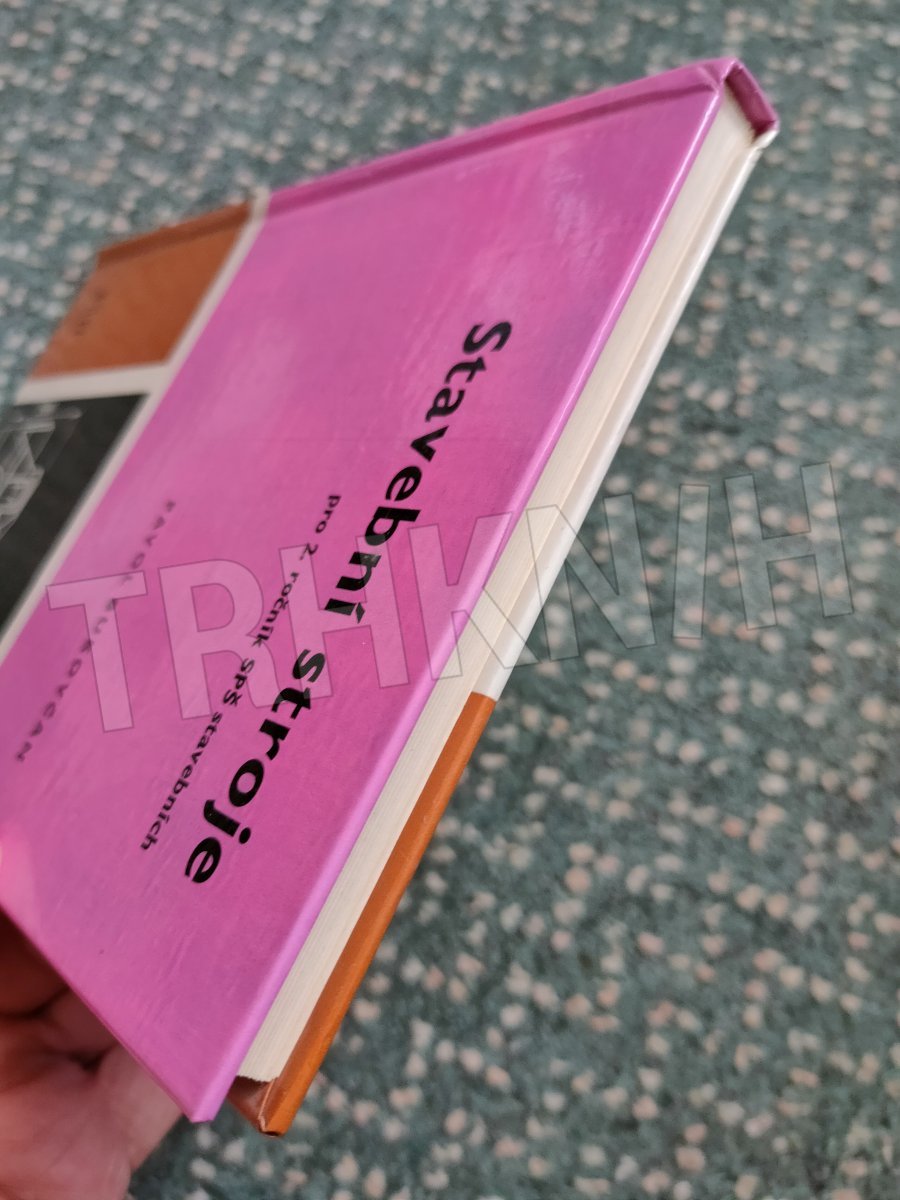 Stavební stroje
pro 2. ročník SPŠ stavebních
TRHKNIH